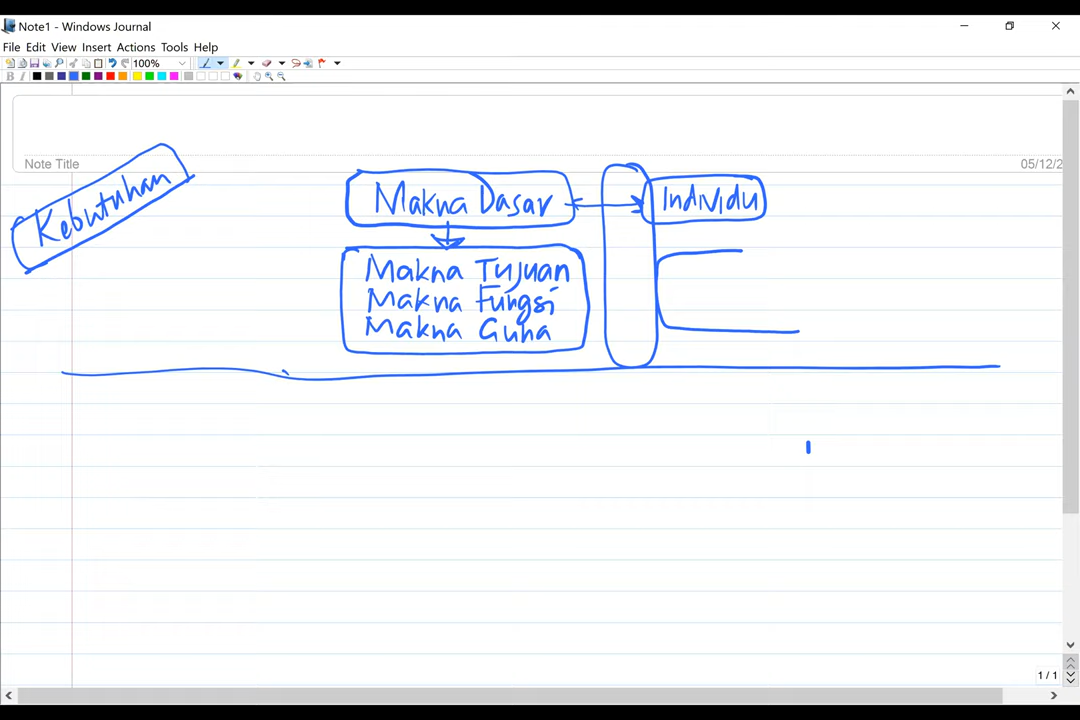 Note1 - Windows Journal
File Edit View Insert Actions Tools Help
100%
B I
Note Title
05/12/2
Kebutuhan
Makna Dasar
Individu
Makna Tujuan
Makna Fungsi
Makna Guna
1 / 1